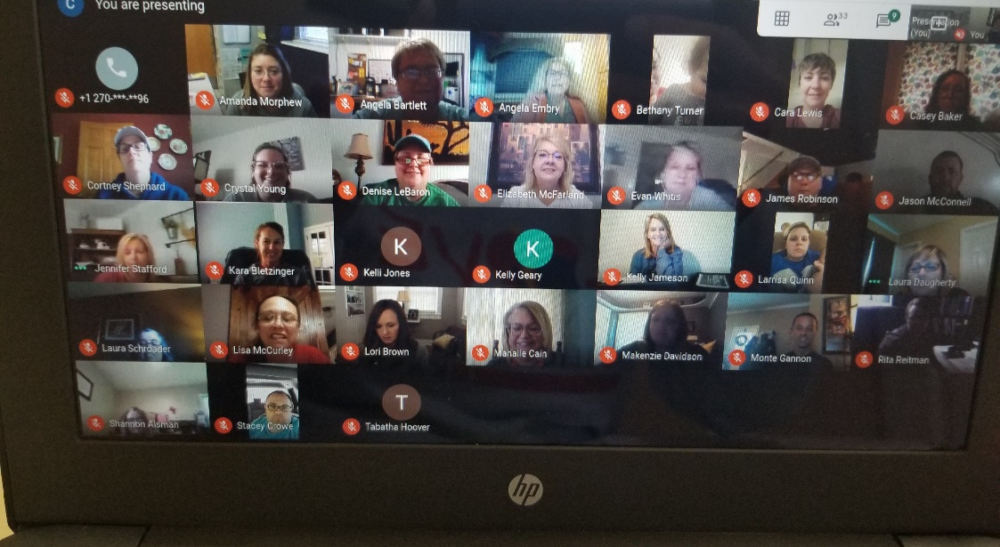 C You are presenting
33
9
Presentation
(You)
You
+1 270-***-**96
Amanda Morphew
Angela Bartlett
Angela Embry
Bethany Turner
Cara Lewis
Casey Baker
Cortney Shephard
Crystal Young
Denise LeBaron
Elizabeth McFarland
Evan Whitis
James Robinson
Jason McConnell
Jennifer Stafford
Kara Bletzinger
K
Kelli Jones
K
Kelly Geary
Kelly Jameson
Larrisa Quinn
Laura Daugherty
Laura Schroader
Lisa McCurley
Lori Brown
Manalle Cain
Makenzie Davidson
Monte Gannon
Rita Reitman
Shannon Alsman
Stacey Crowe
T
Tabatha Hoover
hp